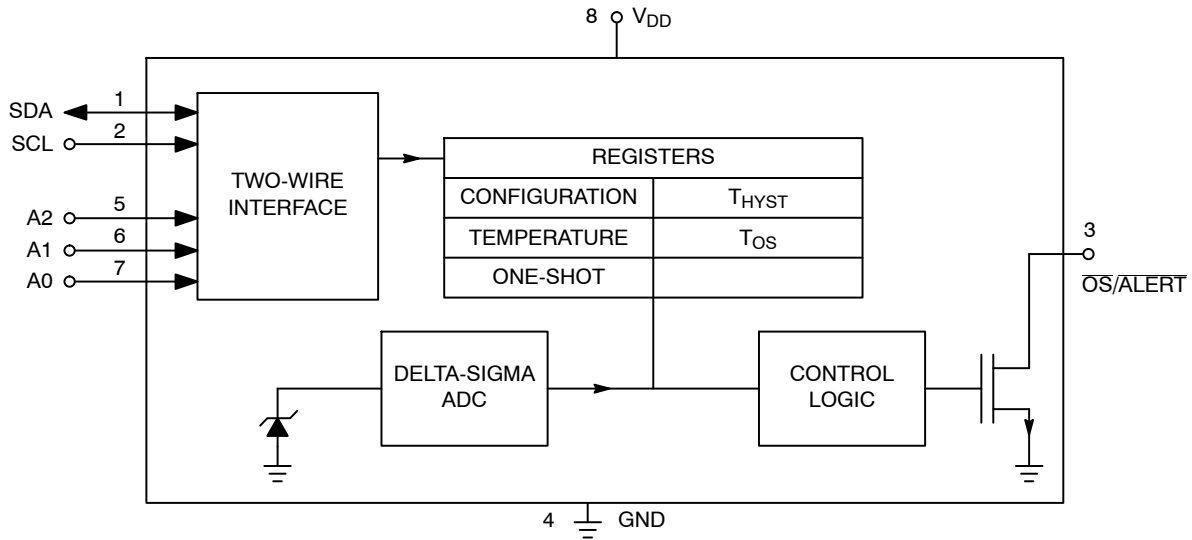 8 VDD
SDA 1
SCL 2
A2 5
A1 6
A0 7
TWO-WIRE
INTERFACE
REGISTERS
CONFIGURATION THYST
TEMPERATURE TOS
ONE-SHOT
3
OS/ALERT
DELTA-SIGMA
ADC
CONTROL
LOGIC
4 GND